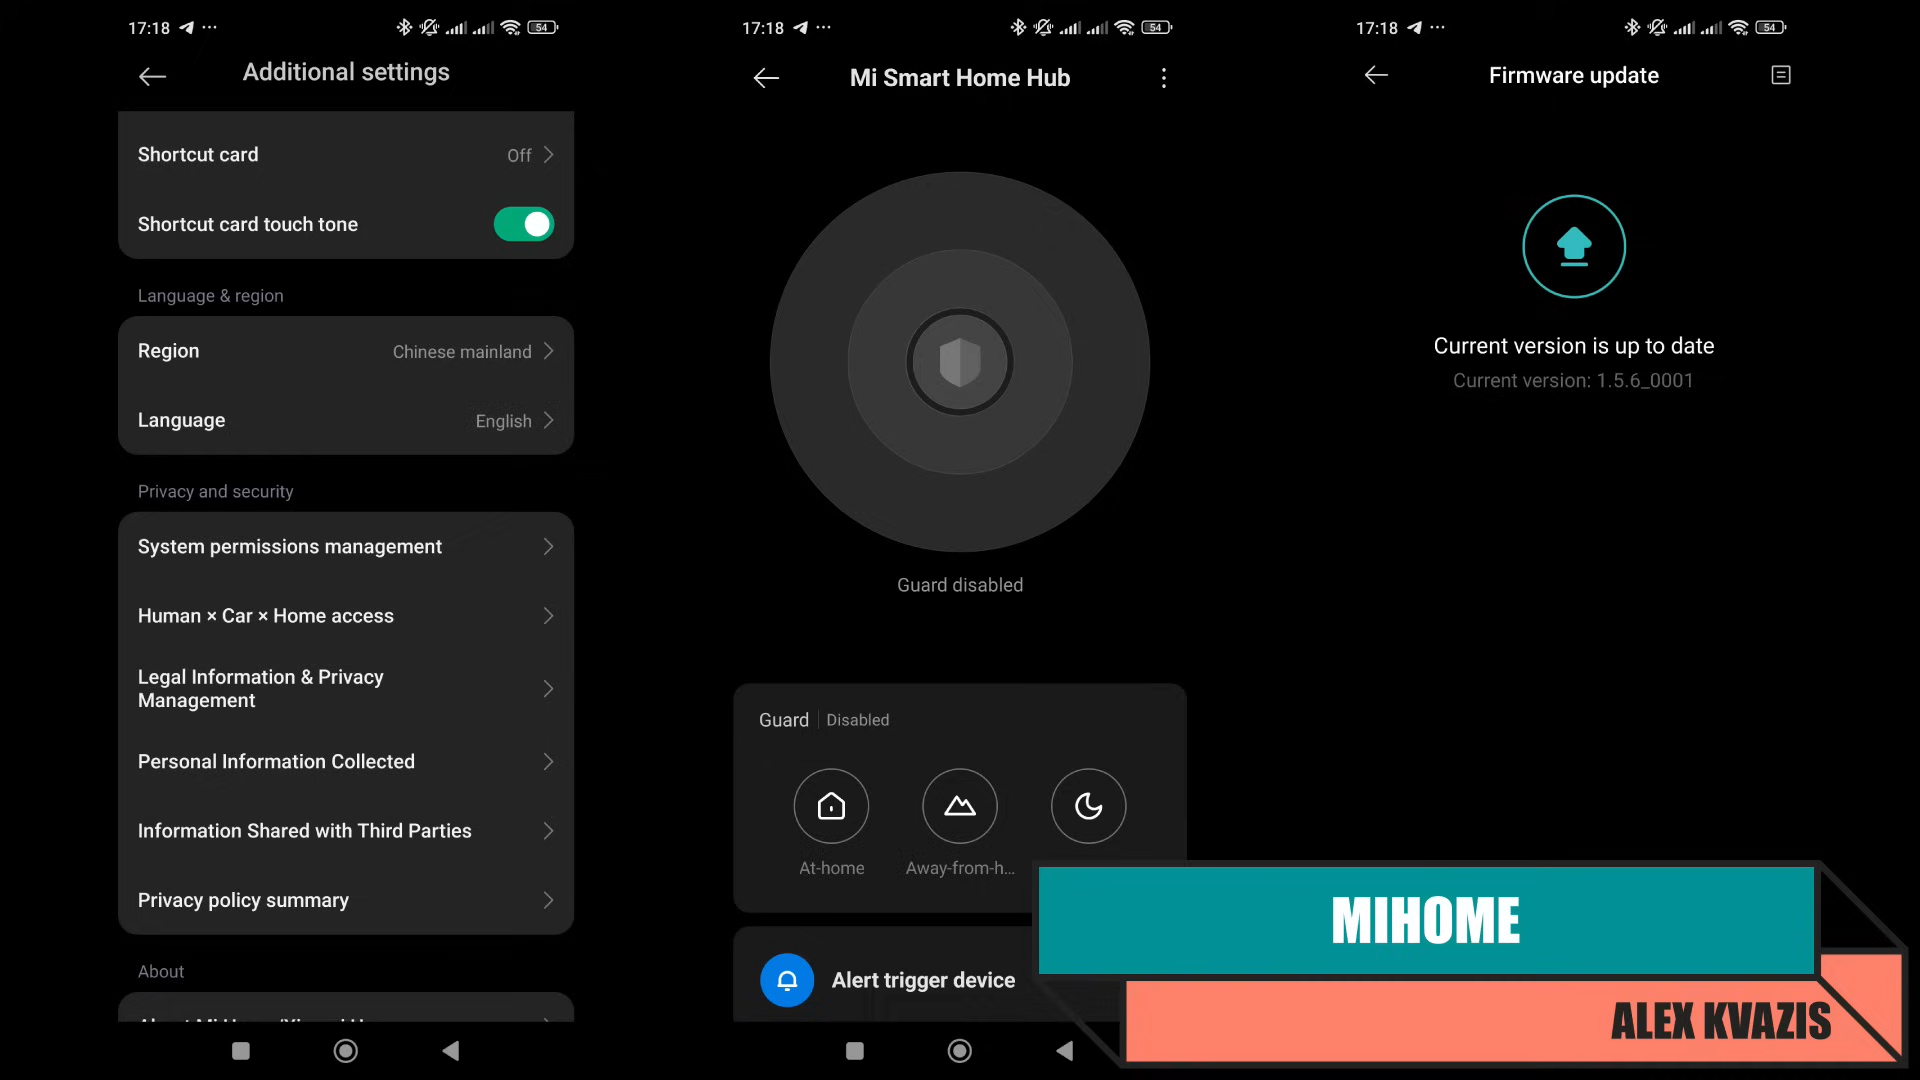 17:18
54
Additional settings
Shortcut card
Off
Shortcut card touch tone
Language & region
Region
Chinese mainland
Language
English
Privacy and security
System permissions management
Human × Car × Home access
Legal Information & Privacy
Management
Personal Information Collected
Information Shared with Third Parties
Privacy policy summary
About
17:18
54
Mi Smart Home Hub
Guard disabled
Guard
Disabled
At-home
Away-from-h...
Alert trigger device
17:18
54
Firmware update
Current version is up to date
Current version: 1.5.6_0001
MIHOME
ALEX KVAZIS